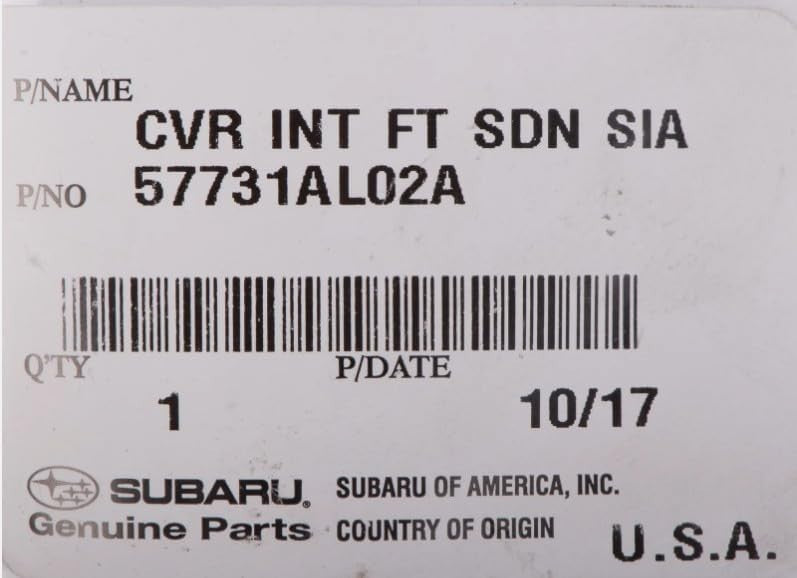 P/NAME
CVR INT FT SDN SIA
P/NO 57731AL02A
Q'TY P/DATE
1 10/17
SUBARU® SUBARU OF AMERICA, INC.
Genuine Parts COUNTRY OF ORIGIN U.S.A.